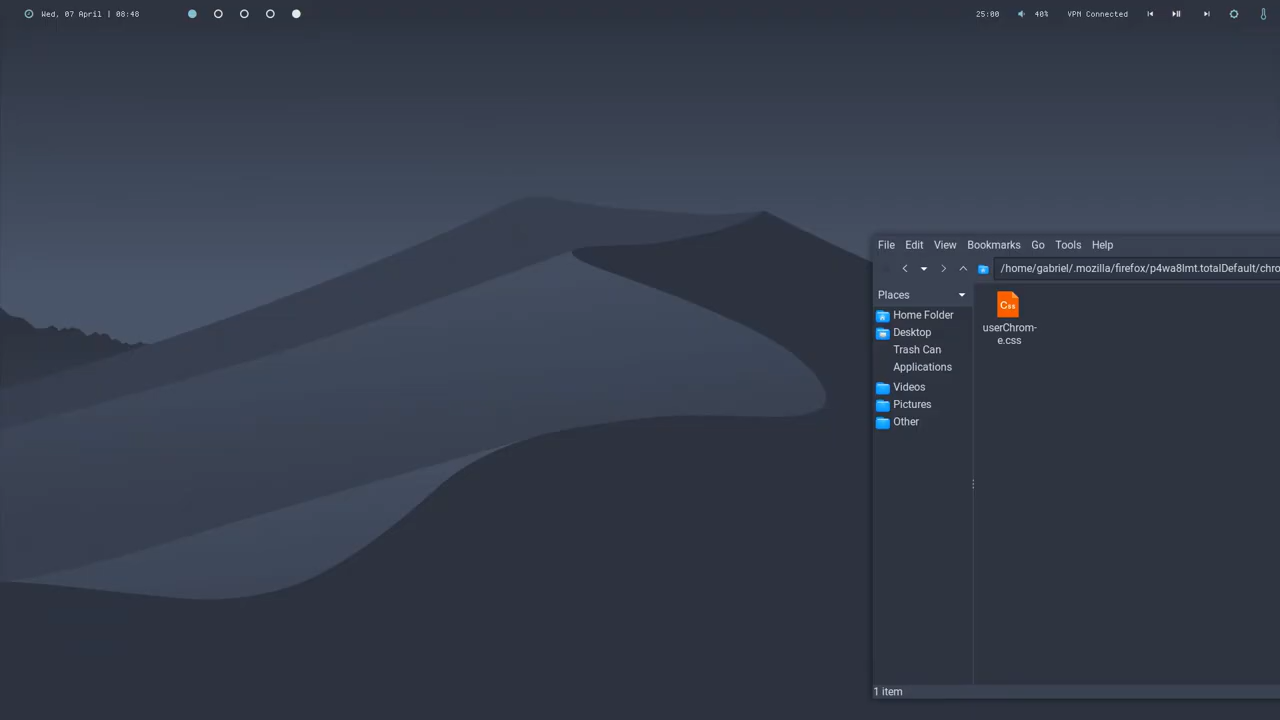 Wed, 07 April | 08:48
25:00
40%
VPN Connected
File Edit View Bookmarks Go Tools Help
/home/gabriel/.mozilla/firefox/p4wa8lmt.totalDefault/chro
Places
Home Folder
Desktop
Trash Can
Applications
Videos
Pictures
Other
Css
userChrom-
e.css
1 item